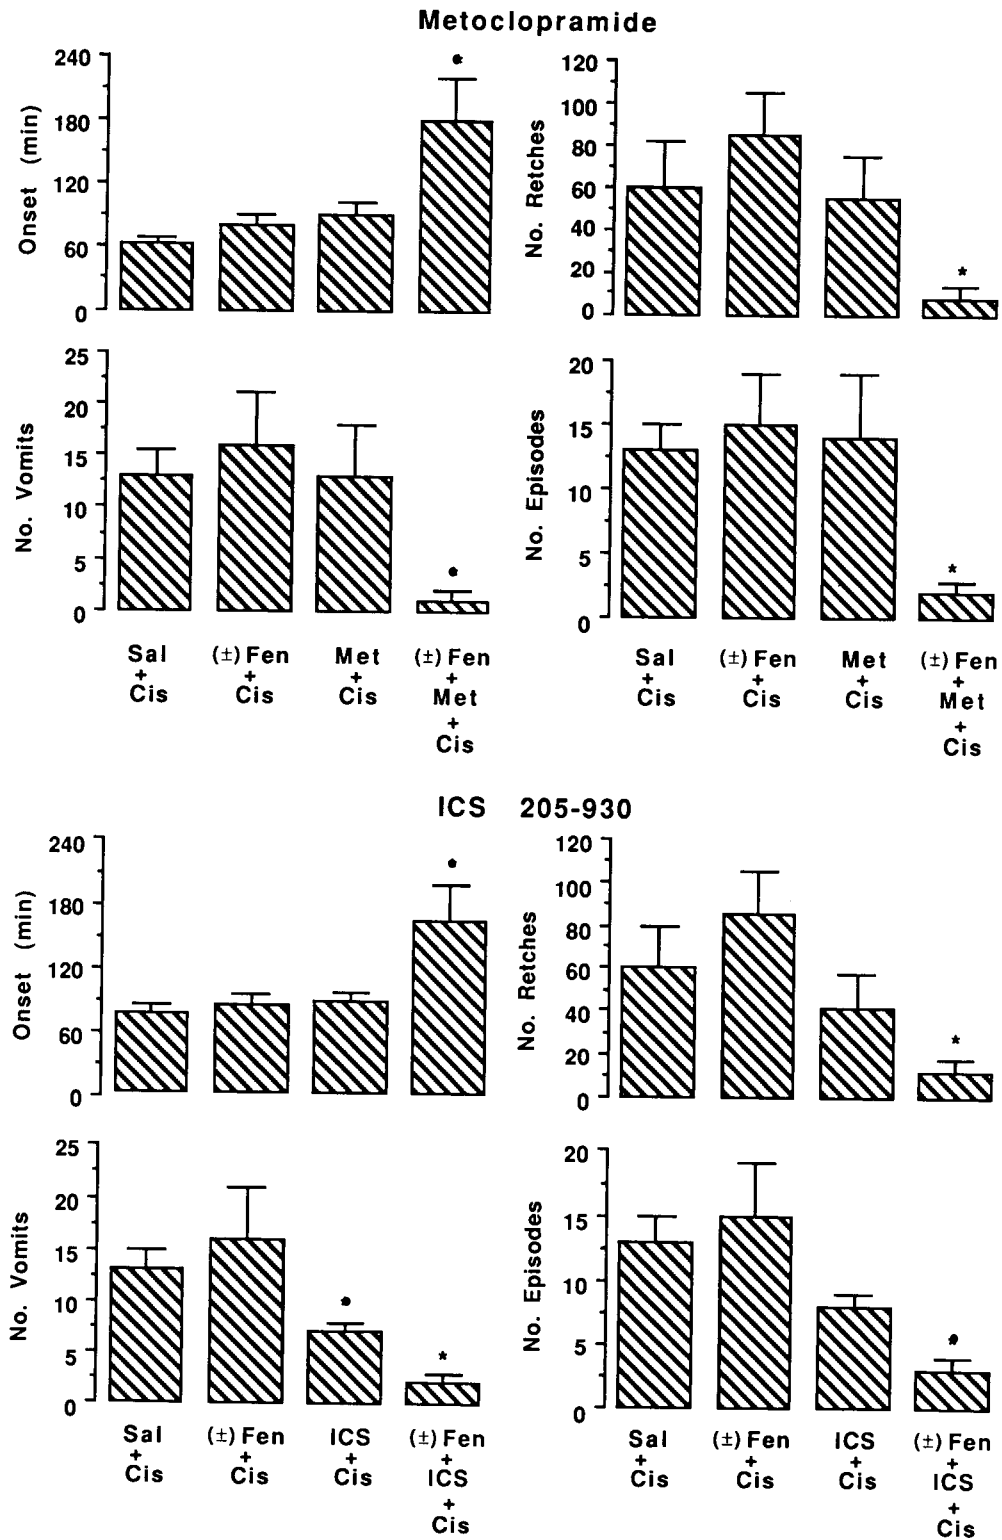 Metoclopramide
240
180
120
60
0
Onset (min)
*
120
100
80
60
40
20
0
No. Retches
*
25
20
15
10
5
0
No. Vomits
*
Sal + Cis
(±) Fen + Cis
Met + Cis
(±) Fen + Met + Cis
20
15
10
5
0
No. Episodes
*
Sal + Cis
(±) Fen + Cis
Met + Cis
(±) Fen + Met + Cis
ICS 205-930
240
180
120
60
0
Onset (min)
*
120
100
80
60
40
20
0
No. Retches
*
25
20
15
10
5
0
No. Vomits
*
*
Sal + Cis
(±) Fen + Cis
ICS + Cis
(±) Fen + ICS + Cis
20
15
10
5
0
No. Episodes
*
Sal + Cis
(±) Fen + Cis
ICS + Cis
(±) Fen + ICS + Cis